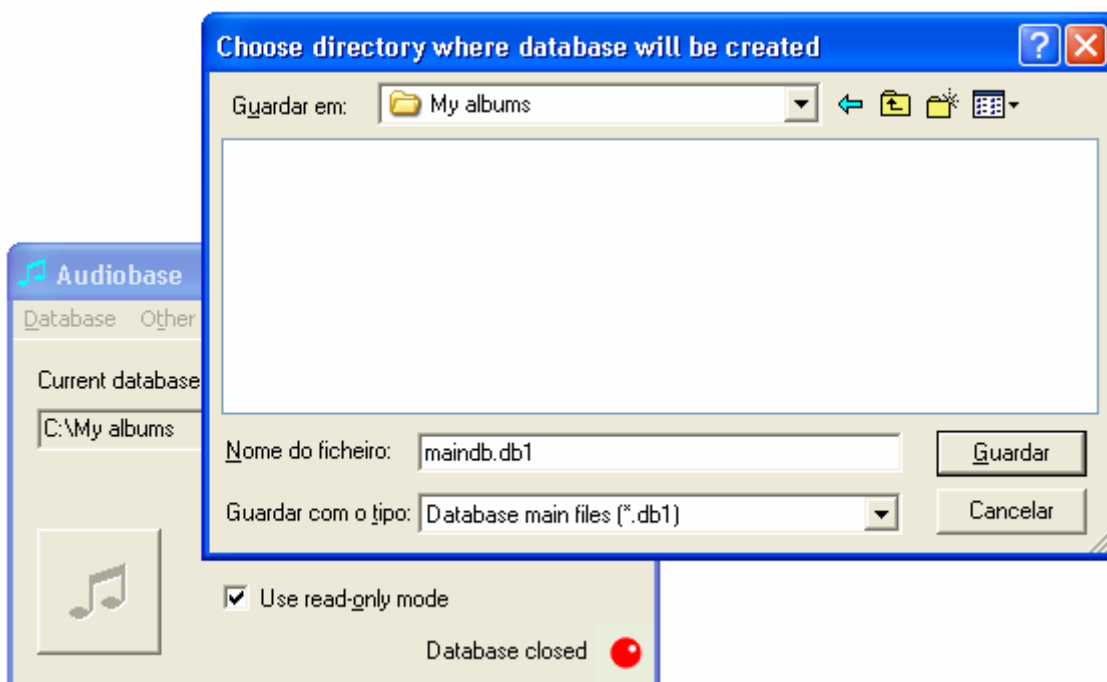 Choose directory where database will be created
Guardar em: My albums
Audiobase
Database Other
Current database
C:\My albums
Nome do ficheiro: maindb.db1 Guardar
Guardar com o tipo: Database main files (*.db1) Cancelar
Use read-only mode
Database closed